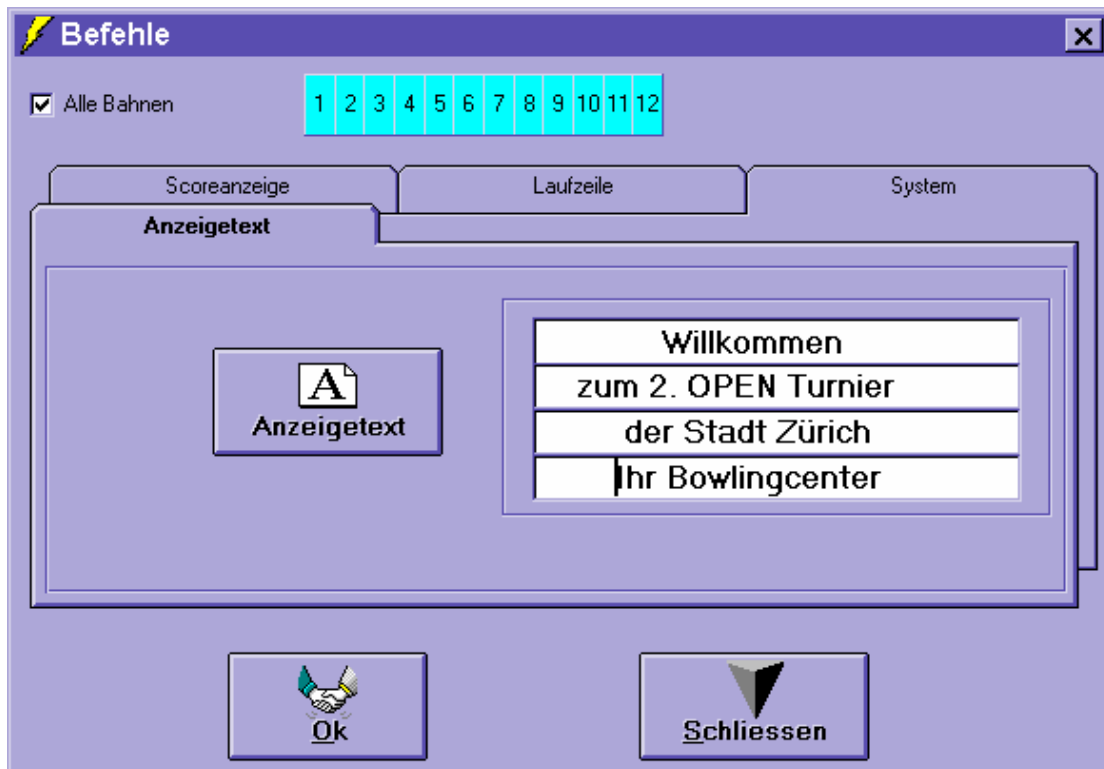 Befehle
Alle Bahnen
1 2 3 4 5 6 7 8 9 10 11 12
Scoreanzeige Laufzeile System
Anzeigetext
Willkommen
zum 2. OPEN Turnier
der Stadt Zürich
Ihr Bowlingcenter
A
Anzeigetext
Ok Schliessen